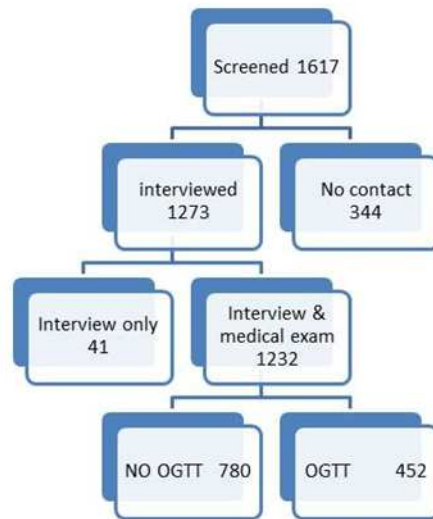 Screened 1617
interviewed
1273
No contact
344
Interview only
41
Interview &
medical exam
1232
NO OGTT 780
OGTT 452